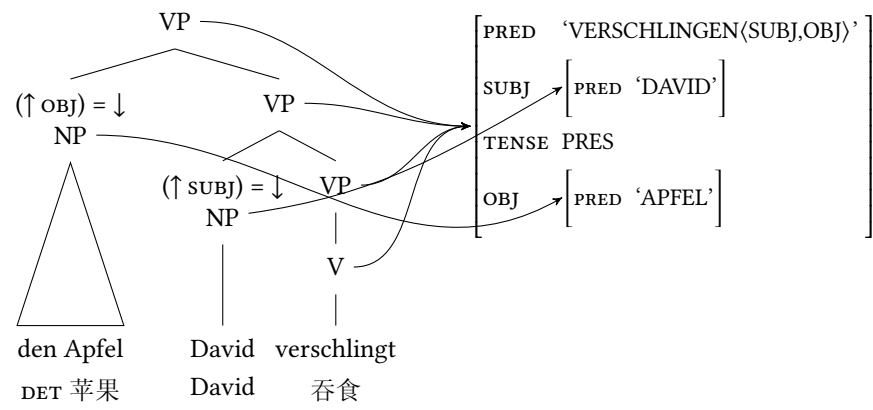 VP
PRED ‘VERSCHLINGEN⟨SUBJ,OBJ⟩’
(↑ OBJ) = ↓
NP
VP
SUBJ [PRED ‘DAVID’]
TENSE PRES
(↑ SUBJ) = ↓
NP
VP
OBJ [PRED ‘APFEL’]
V
den Apfel David verschlingt
DET 苹果 David 吞食